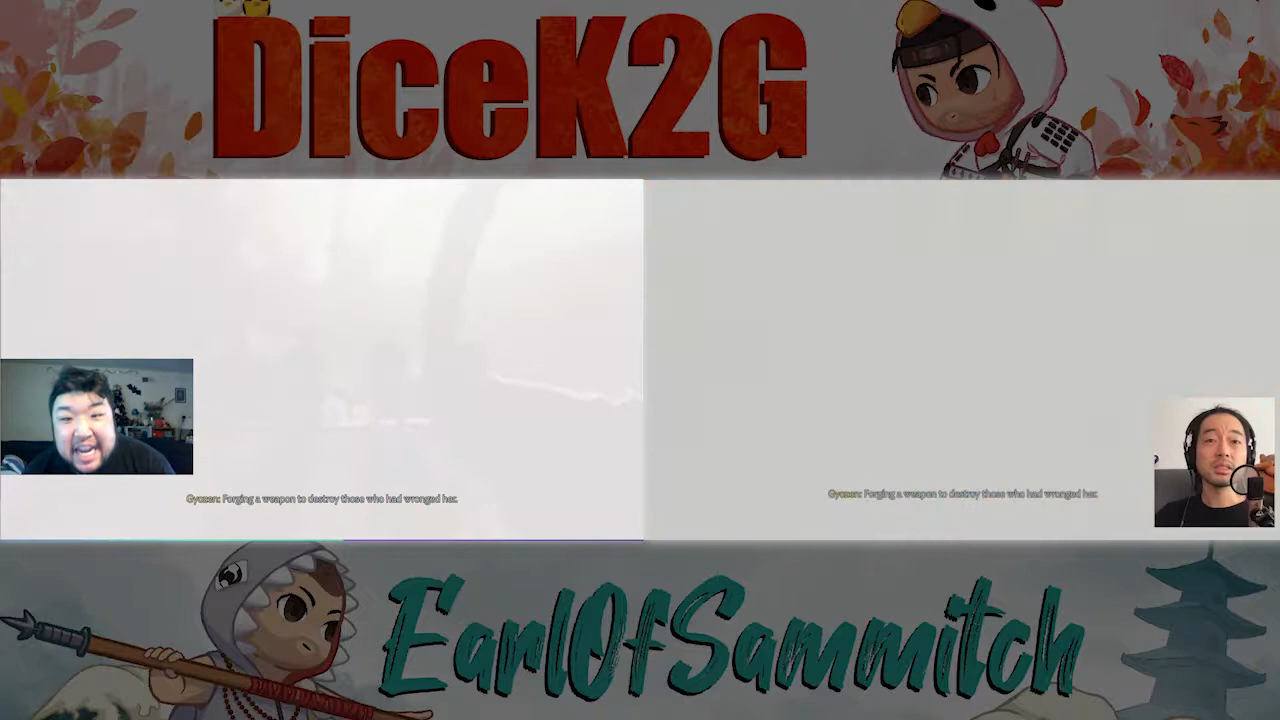 DiceK2G
Gyozen: Forging a weapon to destroy those who had wronged her.
Gyozen: Forging a weapon to destroy those who had wronged her.
EarlOfSammitch